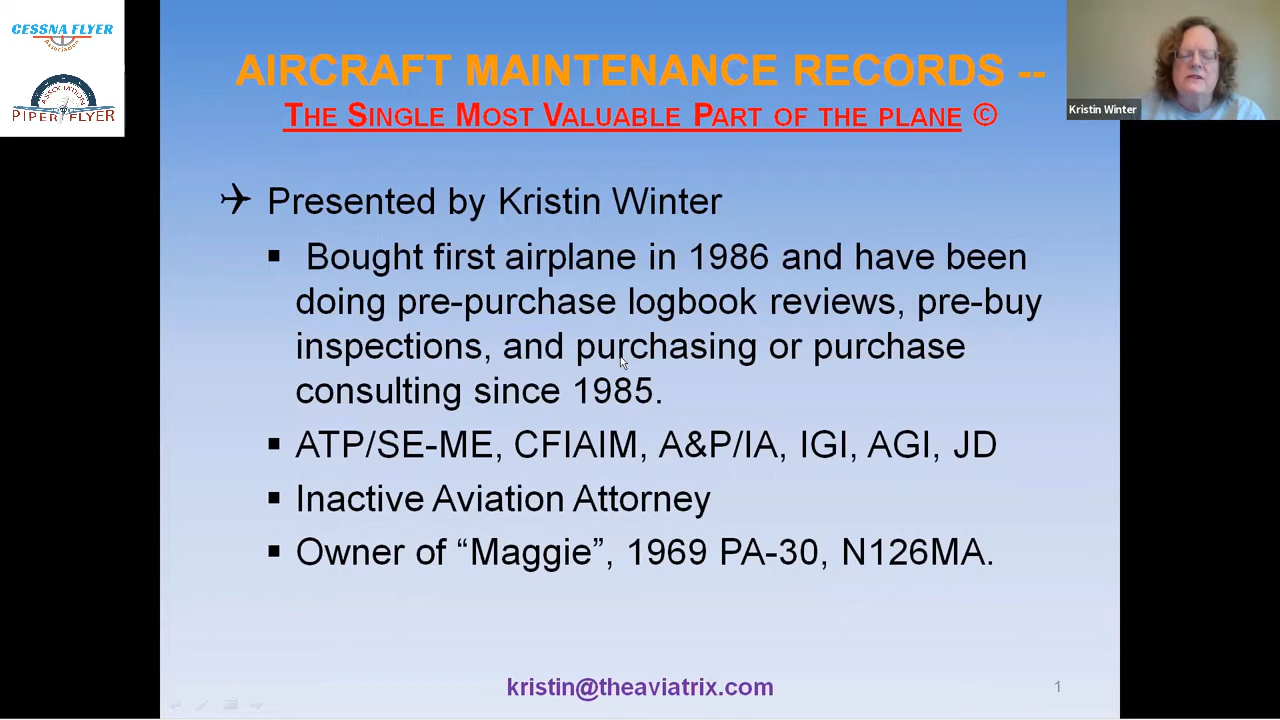 CESSNA FLYER
Association
ASSOCIATION
PIPER FLYER
AIRCRAFT MAINTENANCE RECORDS --
THE SINGLE MOST VALUABLE PART OF THE PLANE ©
Kristin Winter
Presented by Kristin Winter
Bought first airplane in 1986 and have been
doing pre-purchase logbook reviews, pre-buy
inspections, and purchasing or purchase
consulting since 1985.
ATP/SE-ME, CFIAIM, A&P/IA, IGI, AGI, JD
Inactive Aviation Attorney
Owner of “Maggie”, 1969 PA-30, N126MA.
kristin@theaviatrix.com
1